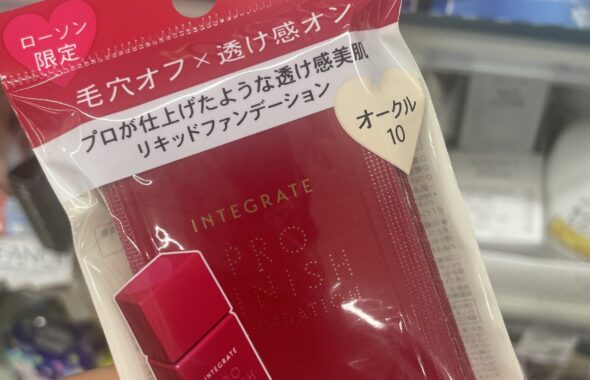 ローソン
限定
毛穴オフ×透け感オン
プロが仕上げたような透け感美肌
リキッドファンデーション
オークル
10
INTEGRATE
PRO
FINISH
FOUNDATION
INTEGRATE